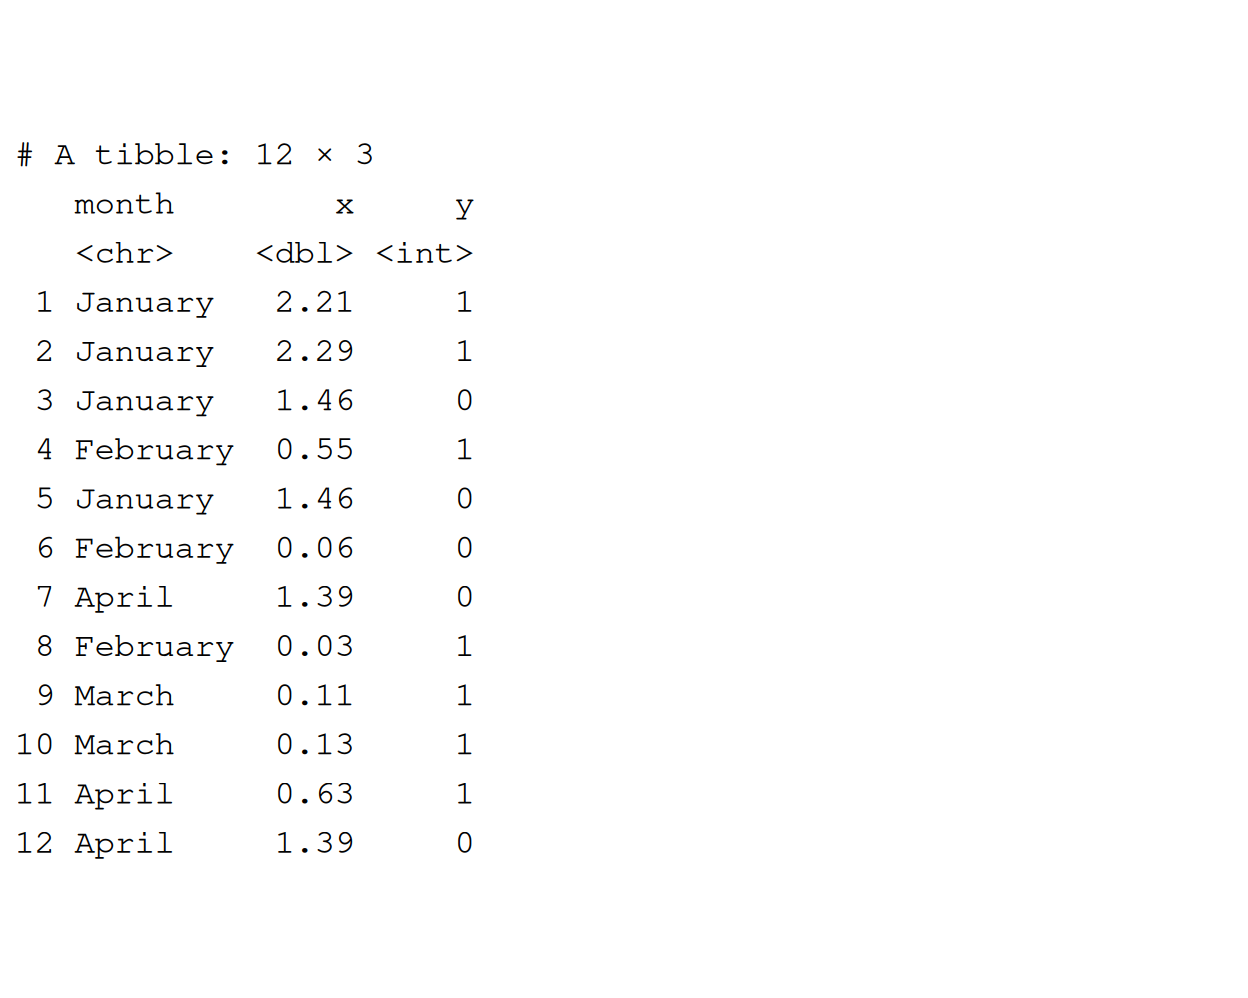 # A tibble: 12 × 3
   month        x     y
   <chr>    <dbl> <int>
 1 January   2.21     1
 2 January   2.29     1
 3 January   1.46     0
 4 February  0.55     1
 5 January   1.46     0
 6 February  0.06     0
 7 April     1.39     0
 8 February  0.03     1
 9 March     0.11     1
10 March     0.13     1
11 April     0.63     1
12 April     1.39     0